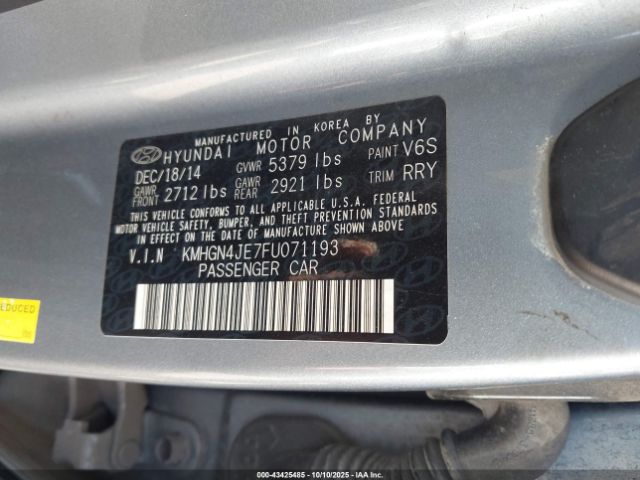 MANUFACTURED IN KOREA BY
HYUNDAI MOTOR COMPANY
DEC/18/14 GVWR 5379 lbs PAINT V6S
GAWR FRONT 2712 lbs GAWR REAR 2921 lbs TRIM RRY
THIS VEHICLE CONFORMS TO ALL APPLICABLE U.S.A. FEDERAL
MOTOR VEHICLE SAFETY, BUMPER, AND THEFT PREVENTION STANDARDS
IN EFFECT ON THE DATE OF MANUFACTURE SHOWN ABOVE
V.I.N KMHGN4JE7FU071193
PASSENGER CAR
EDUCED
000-43425485 - 10/10/2025 - IAA Inc.